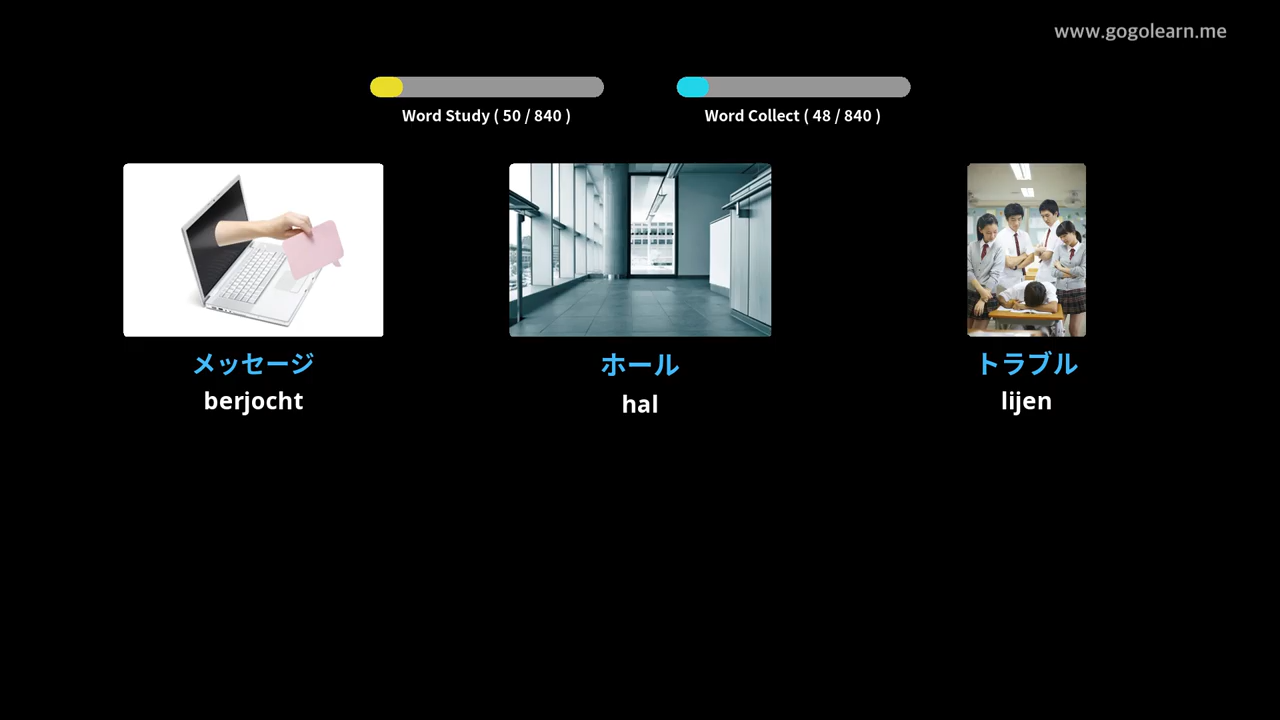 www.gogolearn.me
Word Study ( 50 / 840 )
Word Collect ( 48 / 840 )
メッセージ
berjocht
ホール
hal
トラブル
lijen